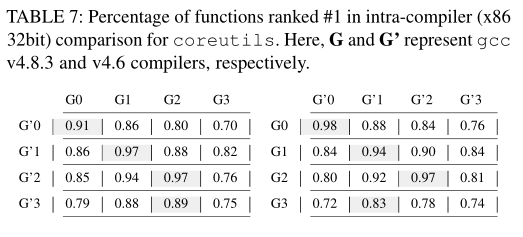 TABLE 7: Percentage of functions ranked #1 in intra-compiler (x86
32bit) comparison for coreutils. Here, G and G’ represent gcc
v4.8.3 and v4.6 compilers, respectively.
G0 G1 G2 G3 G’0 G’1 G’2 G’3
G’0 | 0.91 | 0.86 | 0.80 | 0.70 | G0 | 0.98 | 0.88 | 0.84 | 0.76 |
G’1 | 0.86 | 0.97 | 0.88 | 0.82 | G1 | 0.84 | 0.94 | 0.90 | 0.84 |
G’2 | 0.85 | 0.94 | 0.97 | 0.76 | G2 | 0.80 | 0.92 | 0.97 | 0.81 |
G’3 | 0.79 | 0.88 | 0.89 | 0.75 | G3 | 0.72 | 0.83 | 0.78 | 0.74 |